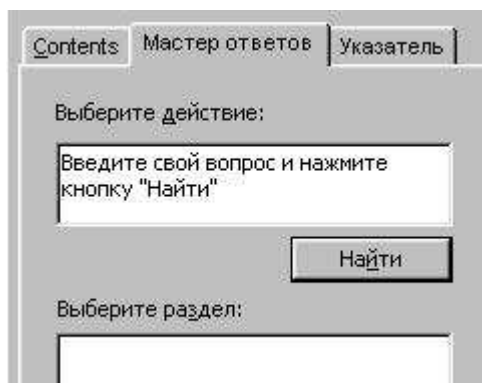 Contents Мастер ответов Указатель
Выберите действие:
Введите свой вопрос и нажмите
кнопку "Найти"
Найти
Выберите раздел: